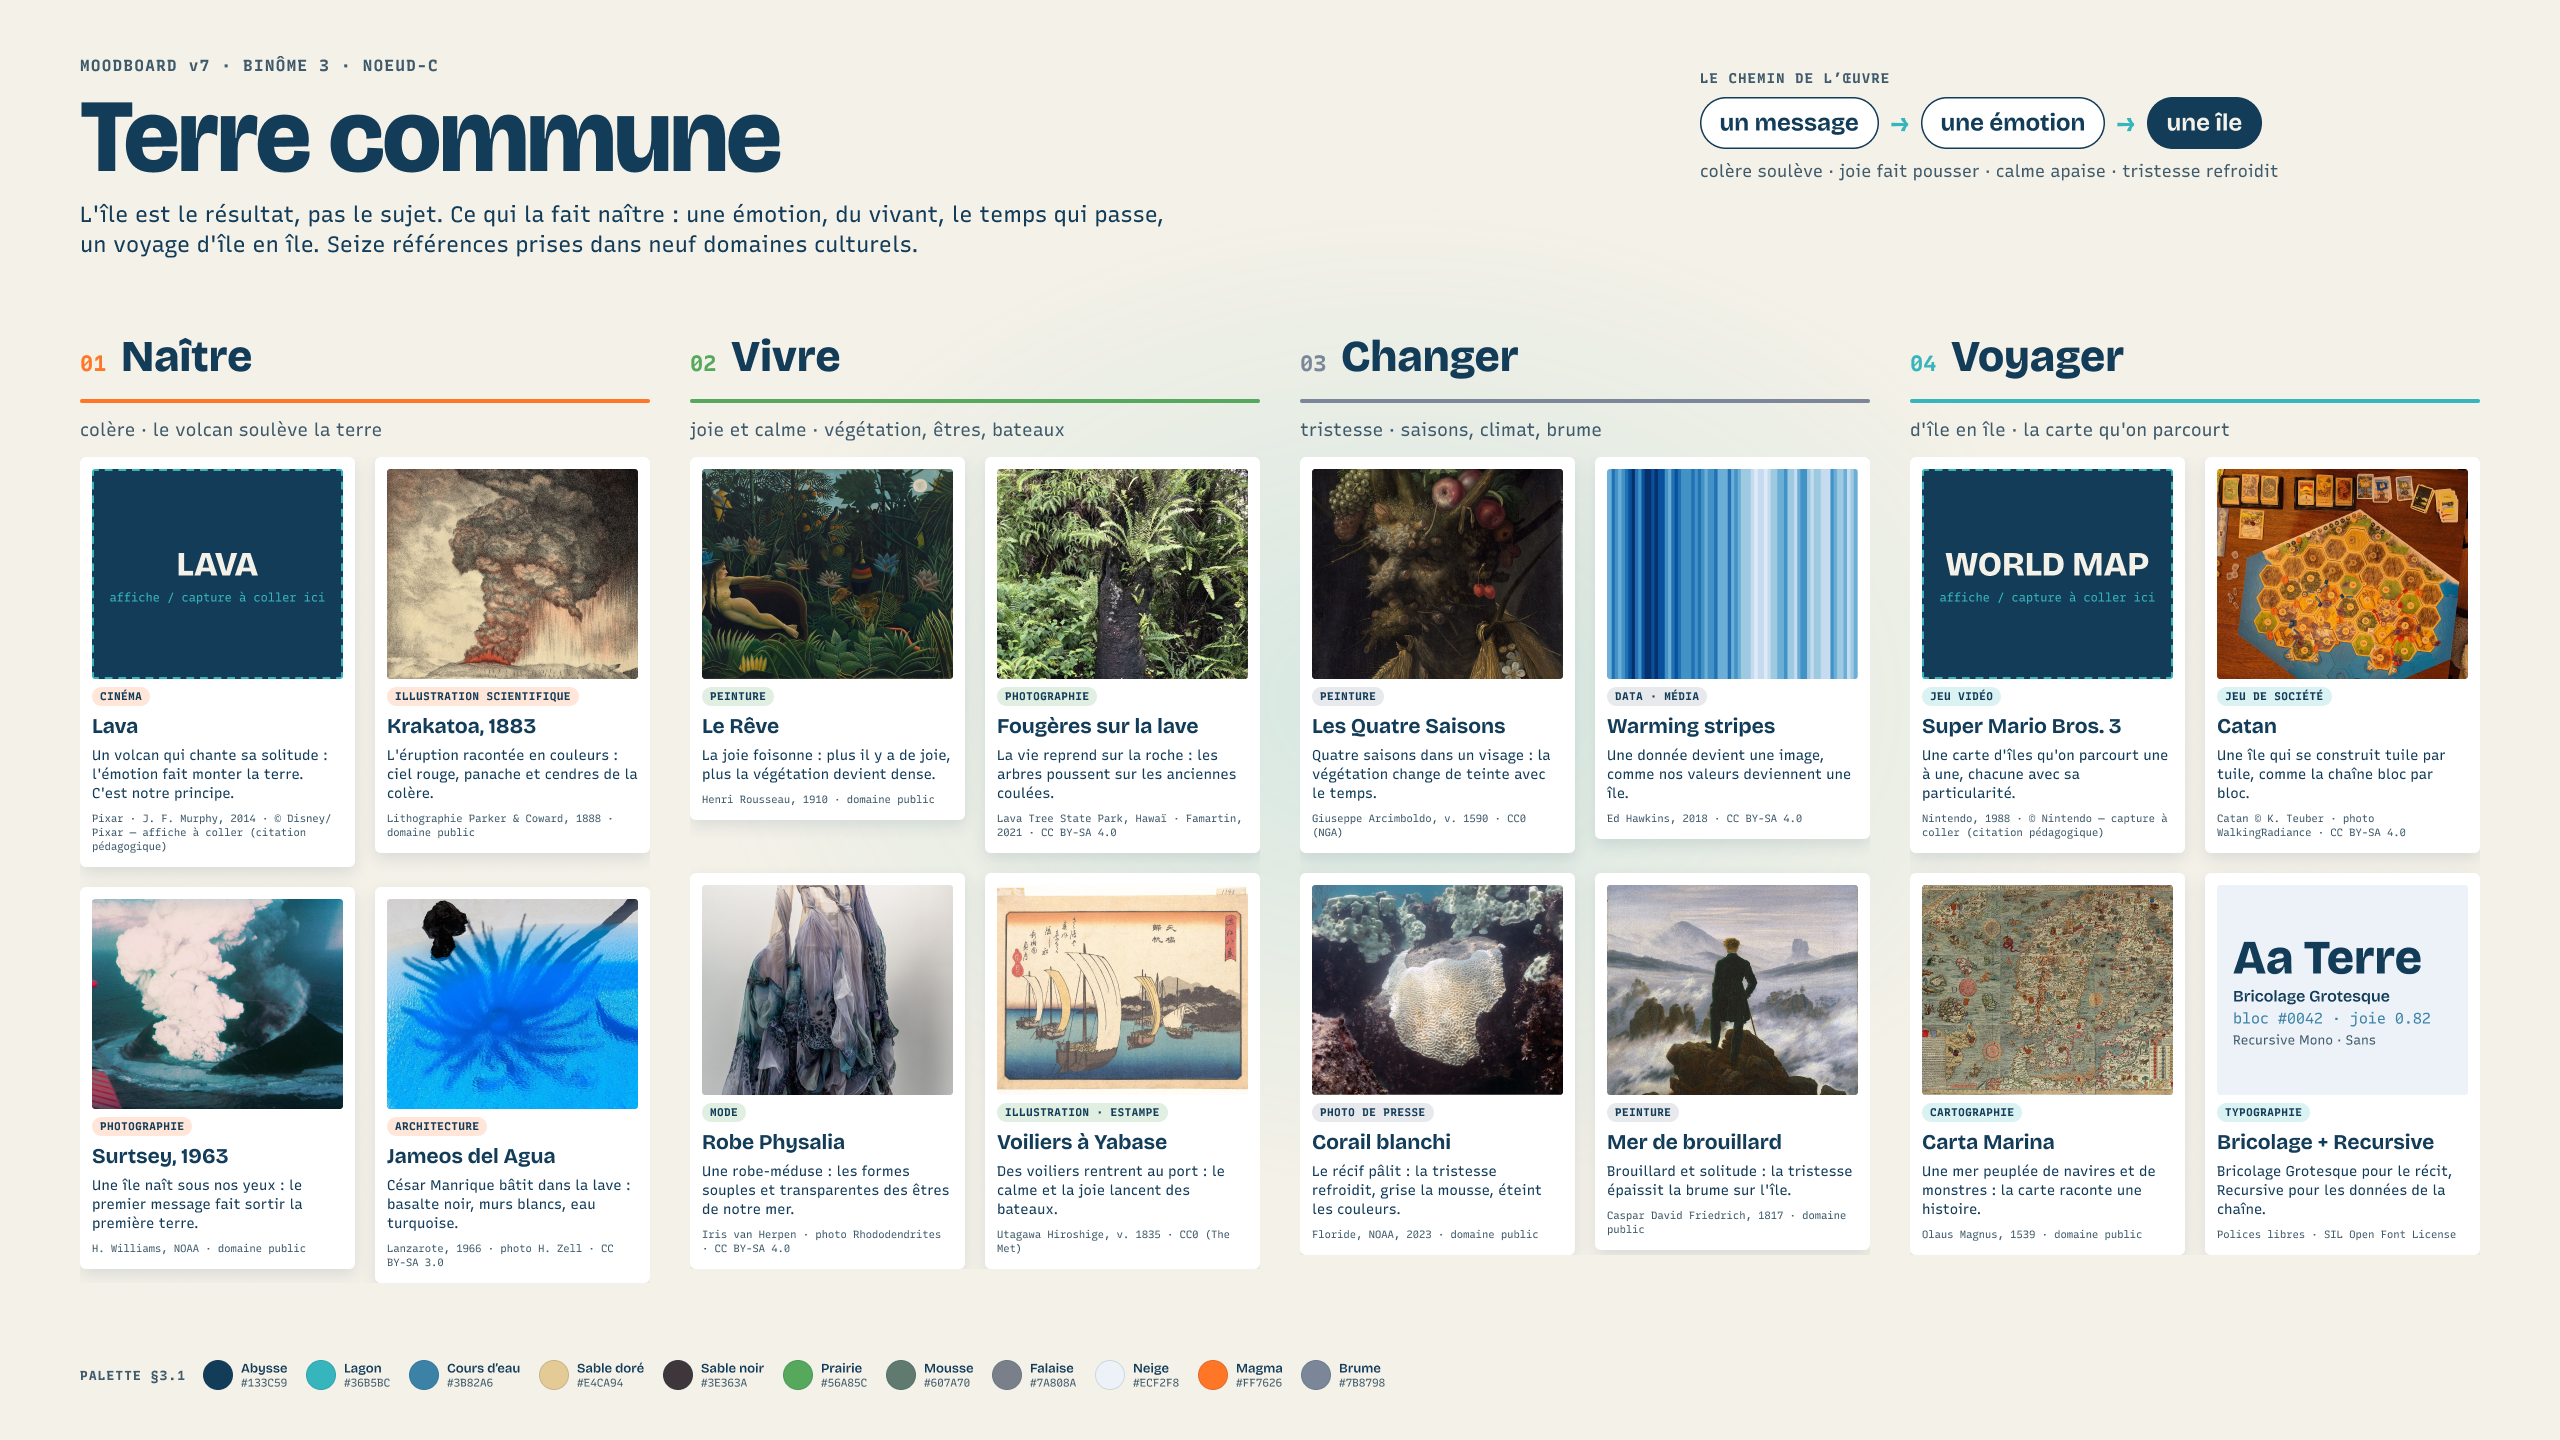 MOODBOARD v7 · BINÔME 3 · NOEUD-C
Terre commune
L'île est le résultat, pas le sujet. Ce qui la fait naître : une émotion, du vivant, le temps qui passe,
un voyage d'île en île. Seize références prises dans neuf domaines culturels.
LE CHEMIN DE L’ŒUVRE
un message → une émotion → une île
colère soulève · joie fait pousser · calme apaise · tristesse refroidit
01 Naître
colère · le volcan soulève la terre
LAVA
affiche / capture à coller ici
CINÉMA
Lava
Un volcan qui chante sa solitude :
l'émotion fait monter la terre.
C'est notre principe.
Pixar · J. F. Murphy, 2014 · © Disney/
Pixar — affiche à coller (citation
pédagogique)
ILLUSTRATION SCIENTIFIQUE
Krakatoa, 1883
L'éruption racontée en couleurs :
ciel rouge, panache et cendres de la
colère.
Lithographie Parker & Coward, 1888 ·
domaine public
PHOTOGRAPHIE
Surtsey, 1963
Une île naît sous nos yeux : le
premier message fait sortir la
première terre.
H. Williams, NOAA · domaine public
ARCHITECTURE
Jameos del Agua
César Manrique bâtit dans la lave :
basalte noir, murs blancs, eau
turquoise.
Lanzarote, 1966 · photo H. Zell · CC
BY-SA 3.0
02 Vivre
joie et calme · végétation, êtres, bateaux
PEINTURE
Le Rêve
La joie foisonne : plus il y a de joie,
plus la végétation devient dense.
Henri Rousseau, 1910 · domaine public
PHOTOGRAPHIE
Fougères sur la lave
La vie reprend sur la roche : les
arbres poussent sur les anciennes
coulées.
Lava Tree State Park, Hawaï · Famartin,
2021 · CC BY-SA 4.0
MODE
Robe Physalia
Une robe-méduse : les formes
souples et transparentes des êtres
de notre mer.
Iris van Herpen · photo Rhododendrites
· CC BY-SA 4.0
ILLUSTRATION · ESTAMPE
Voiliers à Yabase
Des voiliers rentrent au port : le
calme et la joie lancent des
bateaux.
Utagawa Hiroshige, v. 1835 · CC0 (The
Met)
03 Changer
tristesse · saisons, climat, brume
PEINTURE
Les Quatre Saisons
Quatre saisons dans un visage : la
végétation change de teinte avec
le temps.
Giuseppe Arcimboldo, v. 1590 · CC0
(NGA)
DATA · MÉDIA
Warming stripes
Une donnée devient une image,
comme nos valeurs deviennent une
île.
Ed Hawkins, 2018 · CC BY-SA 4.0
PHOTO DE PRESSE
Corail blanchi
Le récif pâlit : la tristesse
refroidit, grise la mousse, éteint
les couleurs.
Floride, NOAA, 2023 · domaine public
PEINTURE
Mer de brouillard
Brouillard et solitude : la tristesse
épaissit la brume sur l'île.
Caspar David Friedrich, 1817 · domaine
public
04 Voyager
d'île en île · la carte qu'on parcourt
WORLD MAP
affiche / capture à coller ici
JEU VIDÉO
Super Mario Bros. 3
Une carte d'îles qu'on parcourt une
à une, chacune avec sa
particularité.
Nintendo, 1988 · © Nintendo — capture à
coller (citation pédagogique)
JEU DE SOCIÉTÉ
Catan
Une île qui se construit tuile par
tuile, comme la chaîne bloc par
bloc.
Catan © K. Teuber · photo
WalkingRadiance · CC BY-SA 4.0
CARTOGRAPHIE
Carta Marina
Une mer peuplée de navires et de
monstres : la carte raconte une
histoire.
Olaus Magnus, 1539 · domaine public
Aa Terre
Bricolage Grotesque
bloc #0042 · joie 0.82
Recursive Mono · Sans
TYPOGRAPHIE
Bricolage + Recursive
Bricolage Grotesque pour le récit,
Recursive pour les données de la
chaîne.
Polices libres · SIL Open Font License
PALETTE §3.1
Abysse
#133C59
Lagon
#36B5BC
Cours d’eau
#3B82A6
Sable doré
#E4CA94
Sable noir
#3E363A
Prairie
#56A85C
Mousse
#607A70
Falaise
#7A808A
Neige
#ECF2F8
Magma
#FF7626
Brume
#7B8798